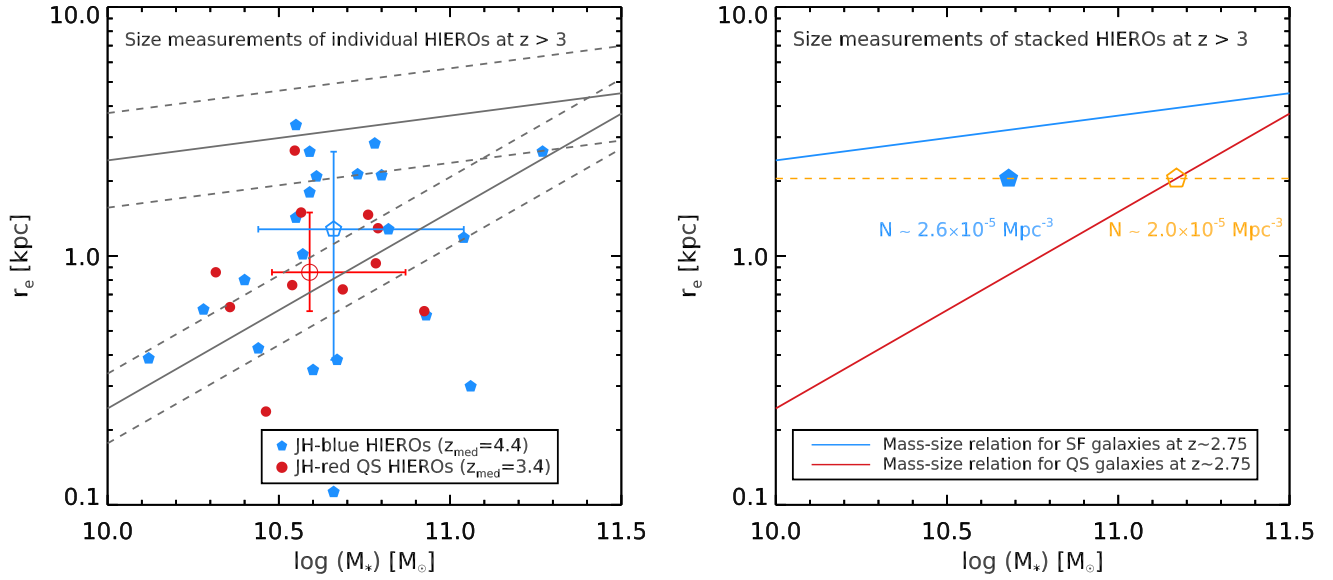 Size measurements of individual HIEROs at z > 3
10.0
1.0
0.1
r_e [kpc]
JH-blue HIEROs (z_med=4.4)
JH-red QS HIEROs (z_med=3.4)
10.0 10.5 11.0 11.5
log (M_*) [M_☉]
Size measurements of stacked HIEROs at z > 3
10.0
1.0
0.1
r_e [kpc]
N ~ 2.6×10^-5 Mpc^-3
N ~ 2.0×10^-5 Mpc^-3
Mass-size relation for SF galaxies at z~2.75
Mass-size relation for QS galaxies at z~2.75
10.0 10.5 11.0 11.5
log (M_*) [M_☉]